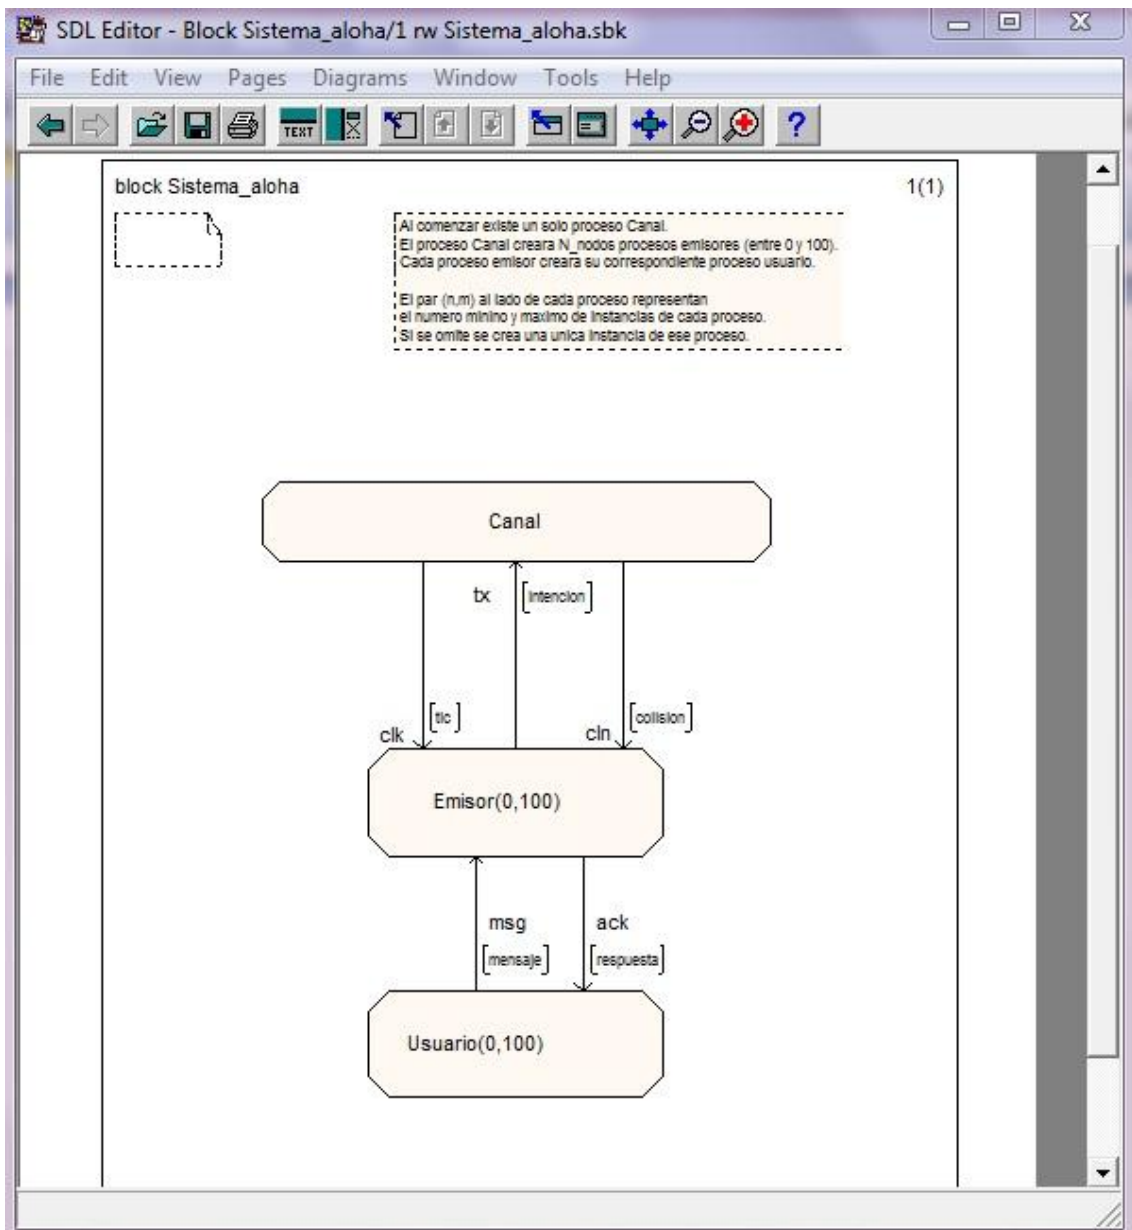 SDL Editor - Block Sistema_aloha/1 rw Sistema_aloha.sbk
File Edit View Pages Diagrams Window Tools Help
TEXT
?
block Sistema_aloha
1(1)
Al comenzar existe un solo proceso Canal.
El proceso Canal creara N_nodos procesos emisores (entre 0 y 100).
Cada proceso emisor creara su correspondiente proceso usuario.
El par (n,m) al lado de cada proceso representan
el numero minino y maximo de instancias de cada proceso.
Si se omite se crea una unica instancia de ese proceso.
Canal
tx
[intencion]
clk
[tic]
cln
[colision]
Emisor(0,100)
msg
[mensaje]
ack
[respuesta]
Usuario(0,100)